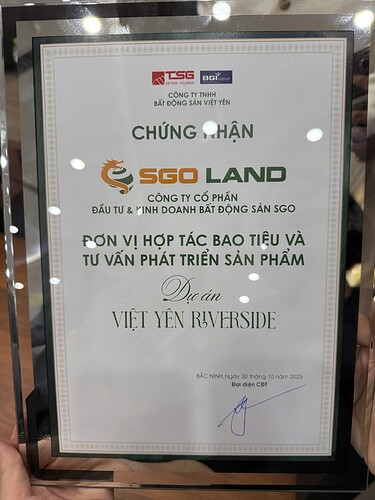 TSG BGI GROUP
CÔNG TY TNHH
BẤT ĐỘNG SẢN VIỆT YÊN
CHỨNG NHẬN
SGO LAND
CÔNG TY CỔ PHẦN
ĐẦU TƯ & KINH DOANH BẤT ĐỘNG SẢN SGO
ĐƠN VỊ HỢP TÁC BAO TIÊU VÀ
TƯ VẤN PHÁT TRIỂN SẢN PHẨM
Dự án
VIỆT YÊN RIVERSIDE
BẮC NINH,Ngày 30 tháng 10 năm 2025
Đại diện CĐT